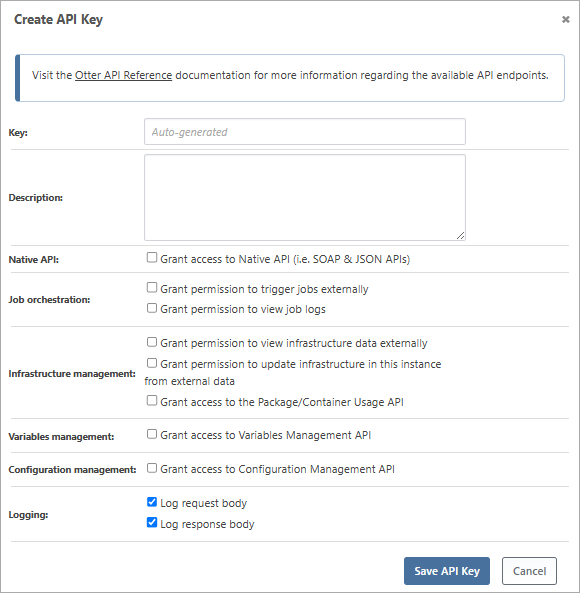 Create API Key
Visit the Otter API Reference documentation for more information regarding the available API endpoints.
Key:
Auto-generated
Description:
Native API:
Grant access to Native API (i.e. SOAP & JSON APIs)
Job orchestration:
Grant permission to trigger jobs externally
Grant permission to view job logs
Infrastructure management:
Grant permission to view infrastructure data externally
Grant permission to update infrastructure in this instance
from external data
Grant access to the Package/Container Usage API
Variables management:
Grant access to Variables Management API
Configuration management:
Grant access to Configuration Management API
Logging:
Log request body
Log response body
Save API Key
Cancel